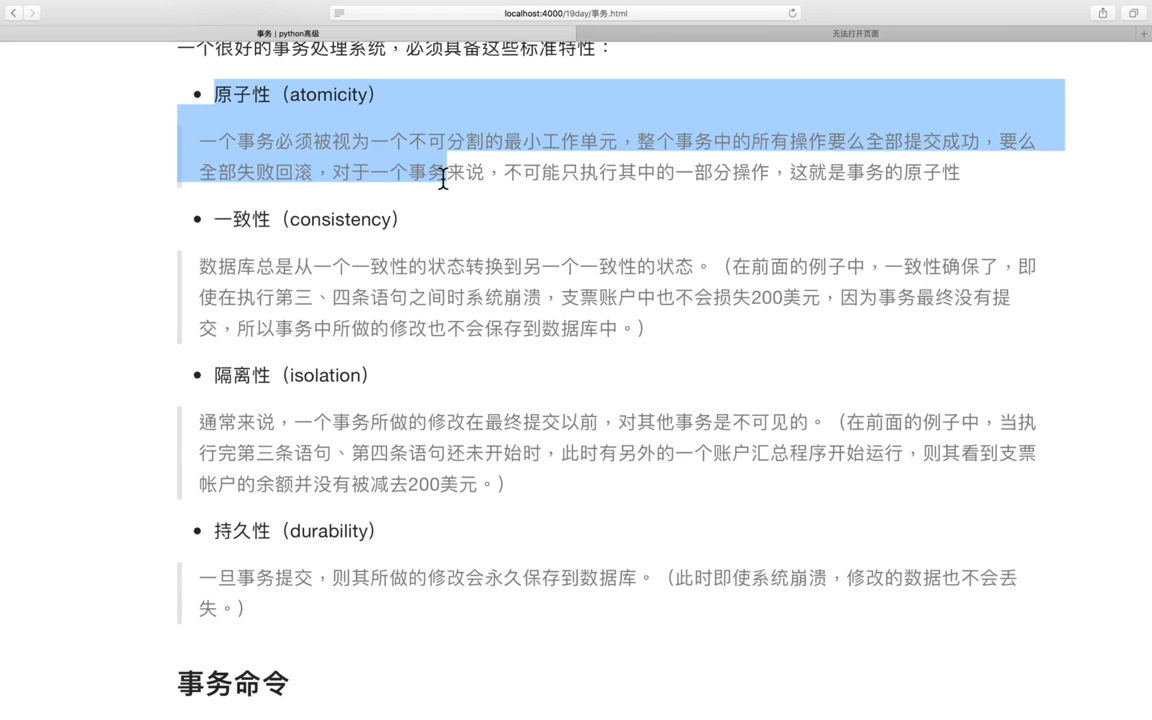 localhost:4000/19day/事务.html
事务 | python高级
无法打开页面
一个很好的事务处理系统，必须具备这些标准特性：
• 原子性（atomicity）
一个事务必须被视为一个不可分割的最小工作单元，整个事务中的所有操作要么全部提交成功，要么
全部失败回滚，对于一个事务来说，不可能只执行其中的一部分操作，这就是事务的原子性
• 一致性（consistency）
数据库总是从一个一致性的状态转换到另一个一致性的状态。（在前面的例子中，一致性确保了，即
使在执行第三、四条语句之间时系统崩溃，支票账户中也不会损失200美元，因为事务最终没有提
交，所以事务中所做的修改也不会保存到数据库中。）
• 隔离性（isolation）
通常来说，一个事务所做的修改在最终提交以前，对其他事务是不可见的。（在前面的例子中，当执
行完第三条语句、第四条语句还未开始时，此时有另外的一个账户汇总程序开始运行，则其看到支票
帐户的余额并没有被减去200美元。）
• 持久性（durability）
一旦事务提交，则其所做的修改会永久保存到数据库。（此时即使系统崩溃，修改的数据也不会丢
失。）
事务命令